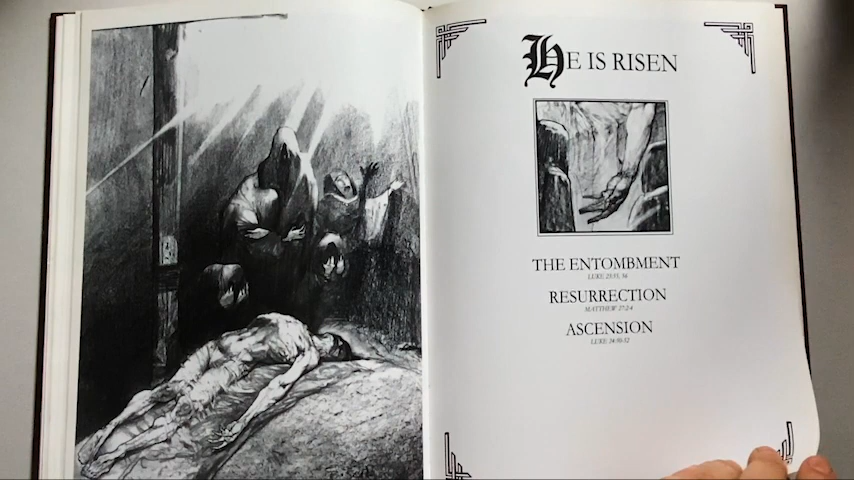 HE IS RISEN
THE ENTOMBMENT
RESURRECTION
ASCENSION